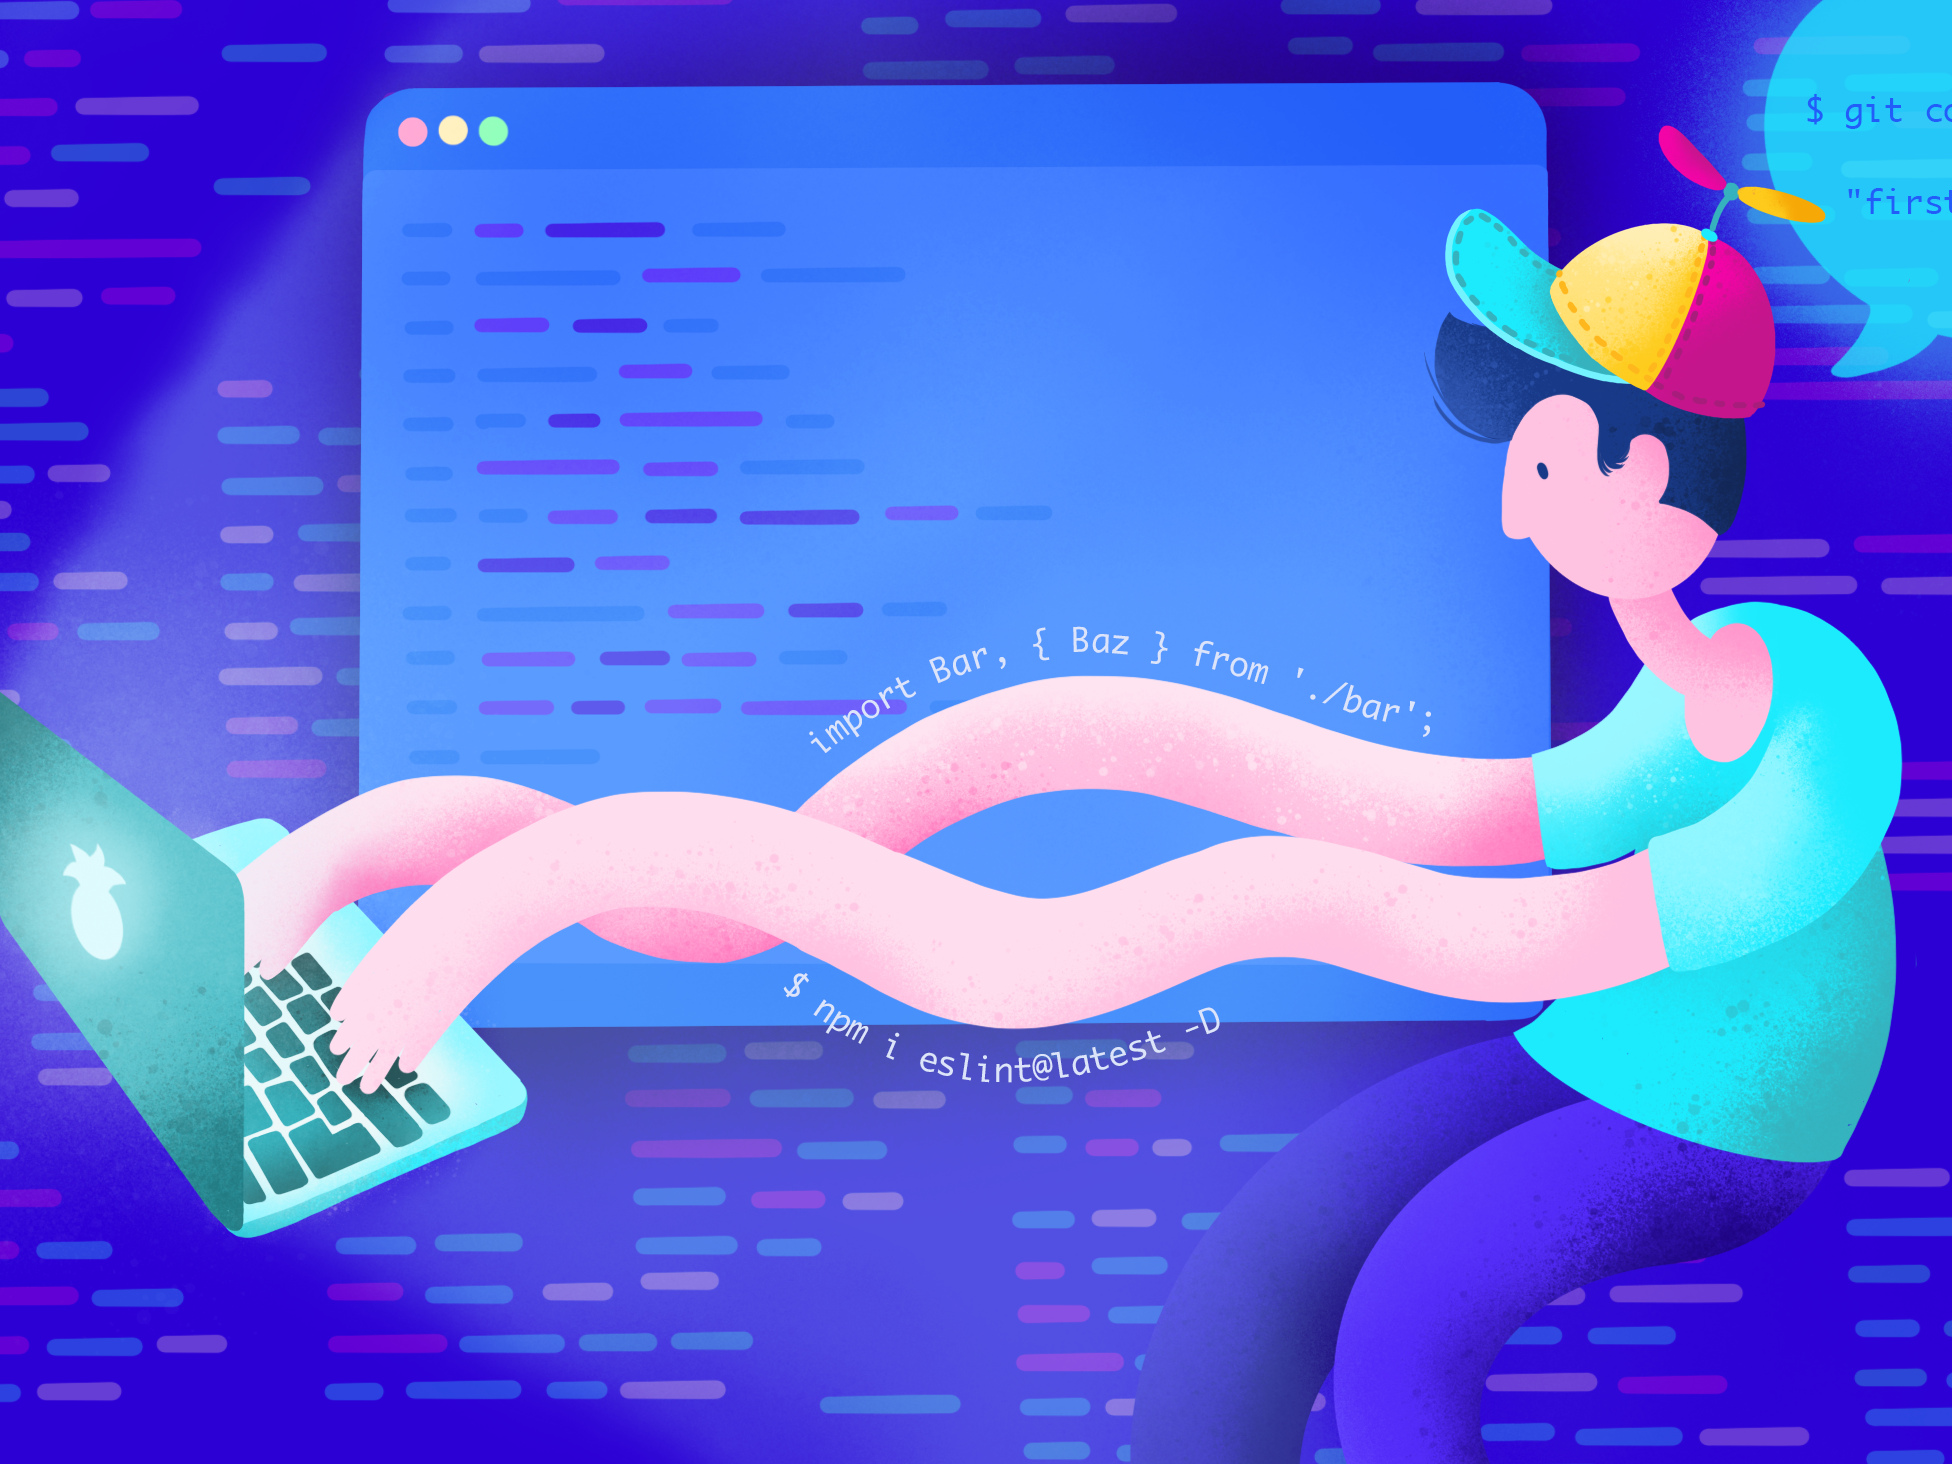 $ git co
"first
import Bar, { Baz } from './bar';
$ npm i eslint@latest -D